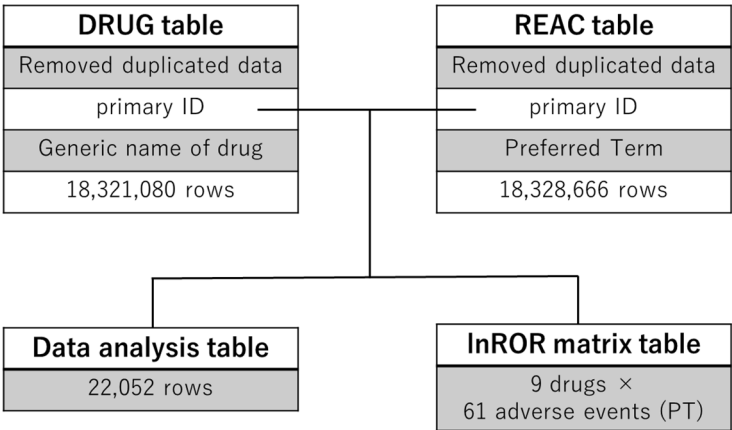 DRUG table
Removed duplicated data
primary ID
Generic name of drug
18,321,080 rows
REAC table
Removed duplicated data
primary ID
Preferred Term
18,328,666 rows
Data analysis table
22,052 rows
lnROR matrix table
9 drugs ×
61 adverse events (PT)